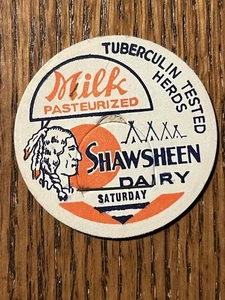 TUBERCULIN TESTED
HERDS
Milk
PASTEURIZED
SHAWSHEEN
DAIRY
SATURDAY